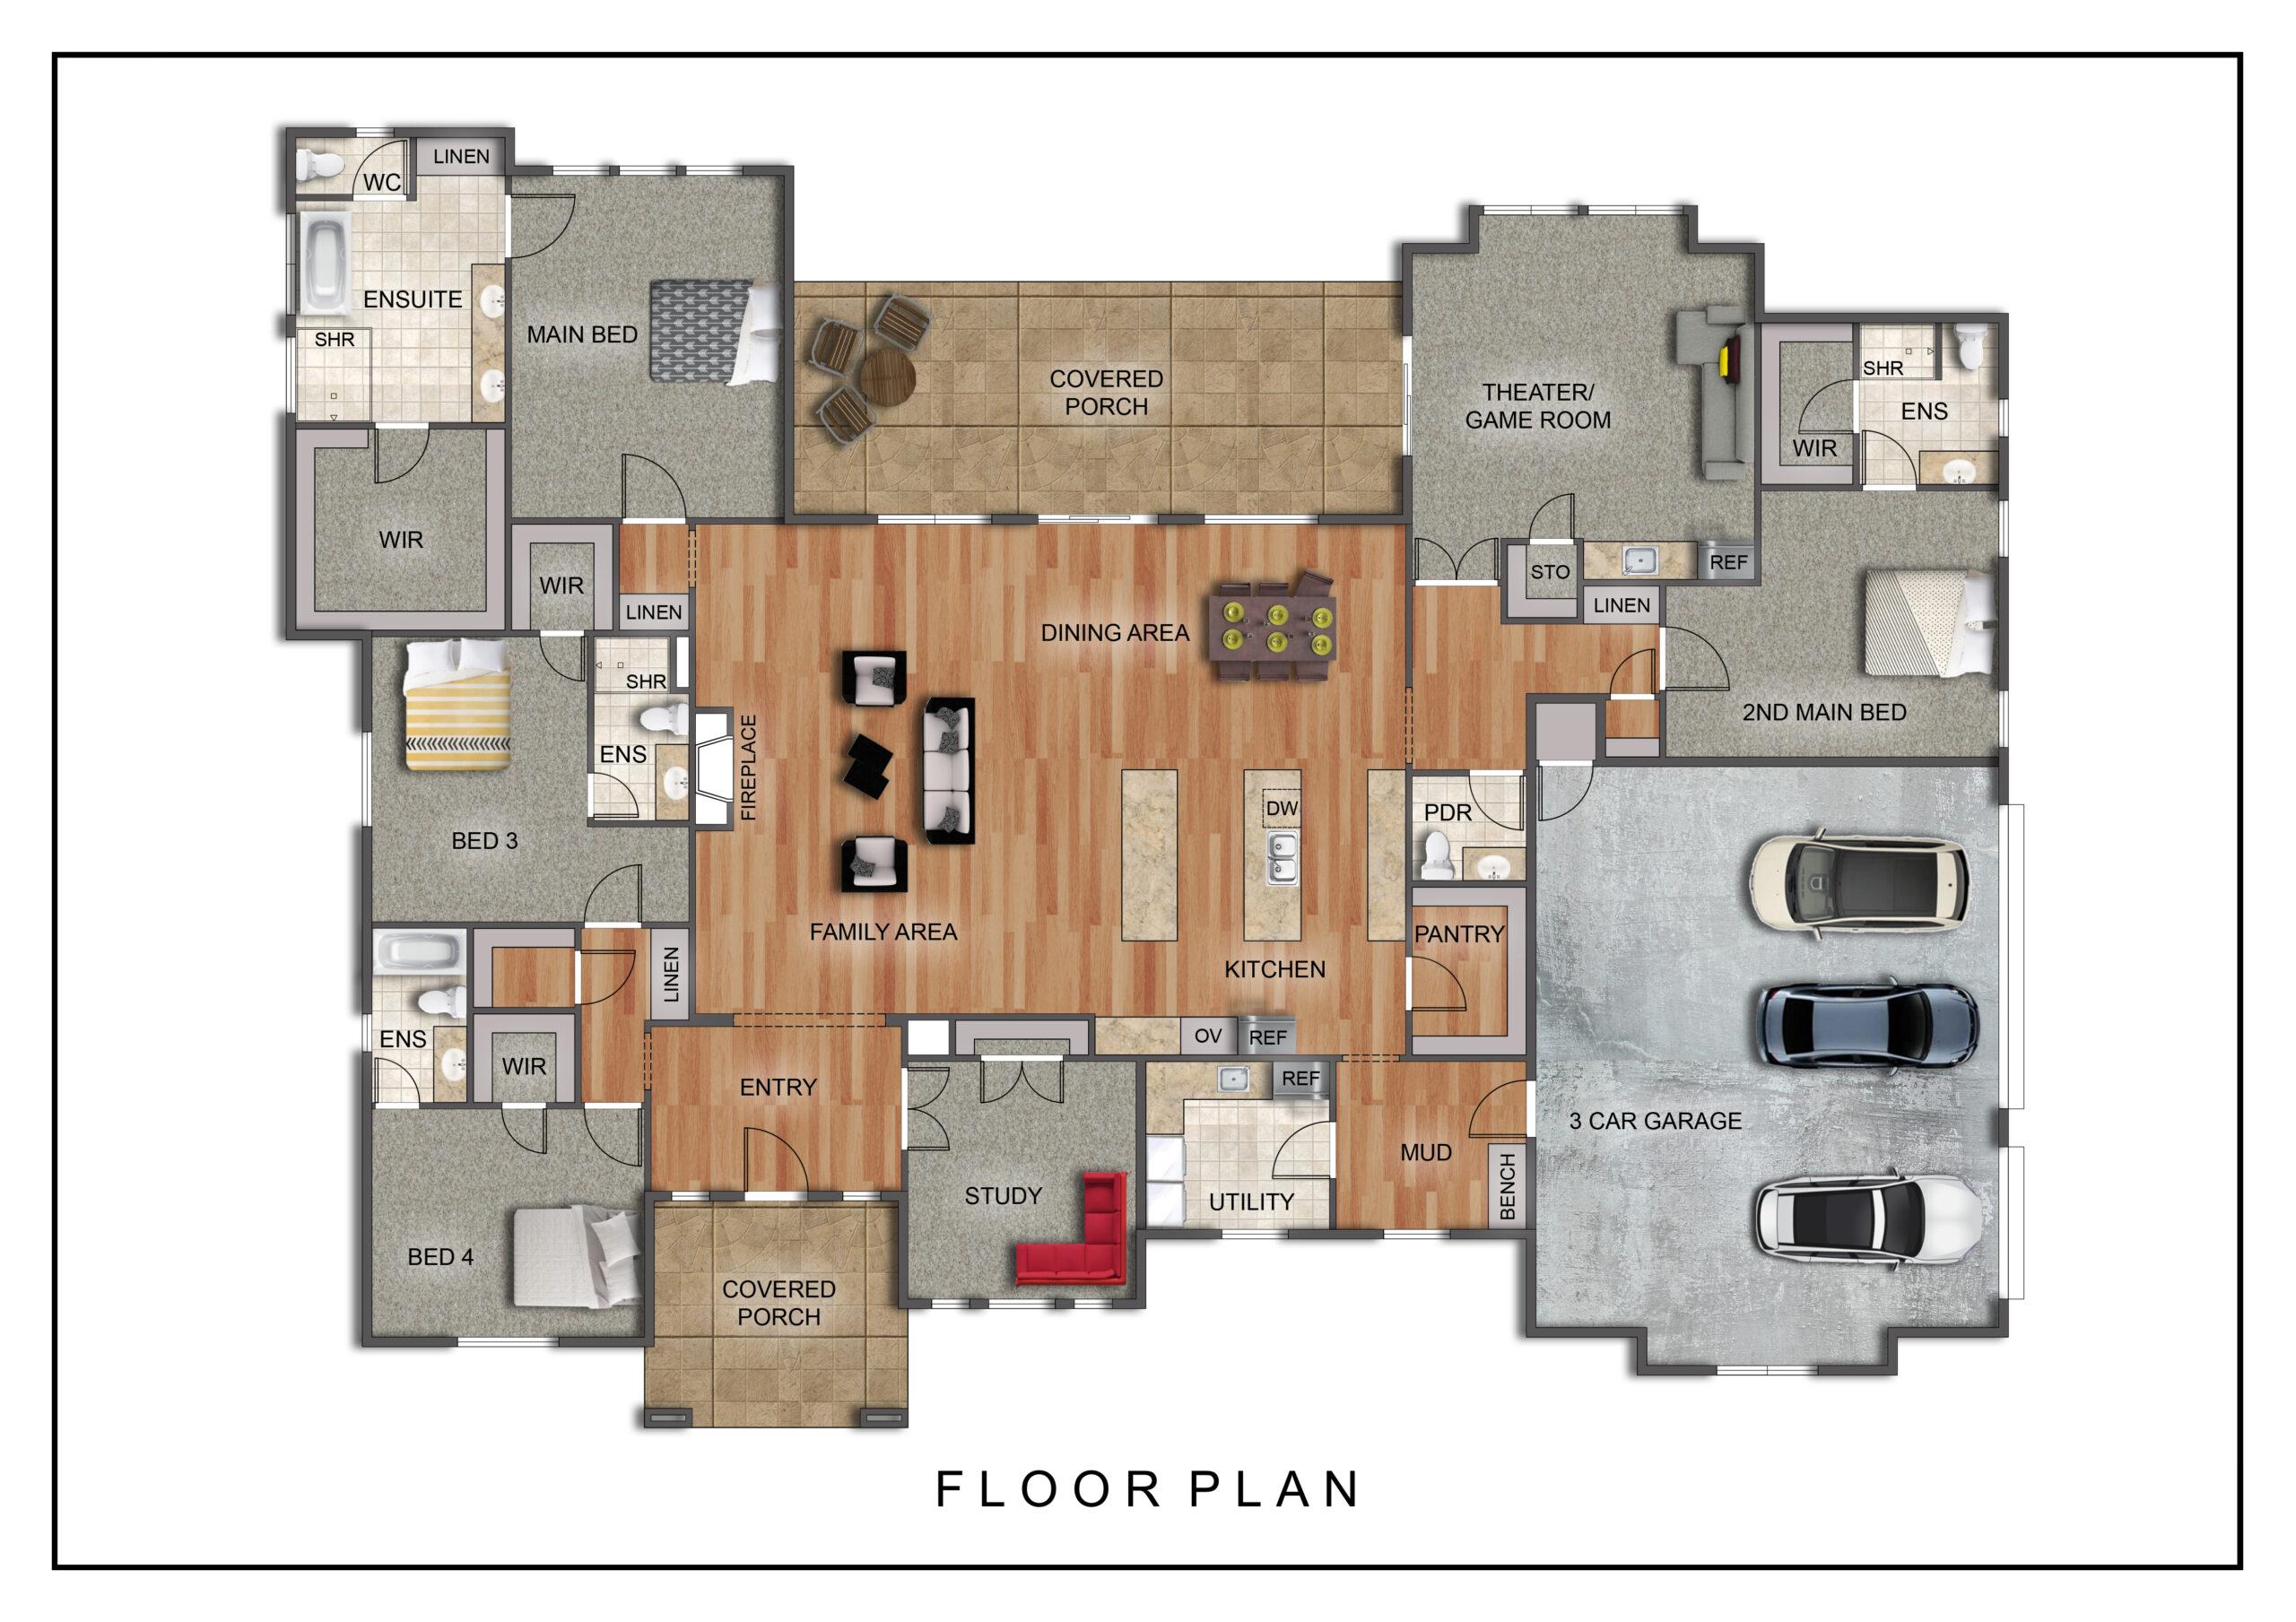 LINEN
WC
ENSUITE
SHR
MAIN BED
COVERED
PORCH
THEATER/
GAME ROOM
SHR
ENS
WIR
WIR
WIR
LINEN
STO
REF
LINEN
DINING AREA
SHR
ENS
FIREPLACE
2ND MAIN BED
BED 3
DW
PDR
FAMILY AREA
PANTRY
KITCHEN
LINEN
ENS
WIR
OV
REF
ENTRY
REF
3 CAR GARAGE
MUD
BENCH
STUDY
UTILITY
BED 4
COVERED
PORCH
FLOOR PLAN